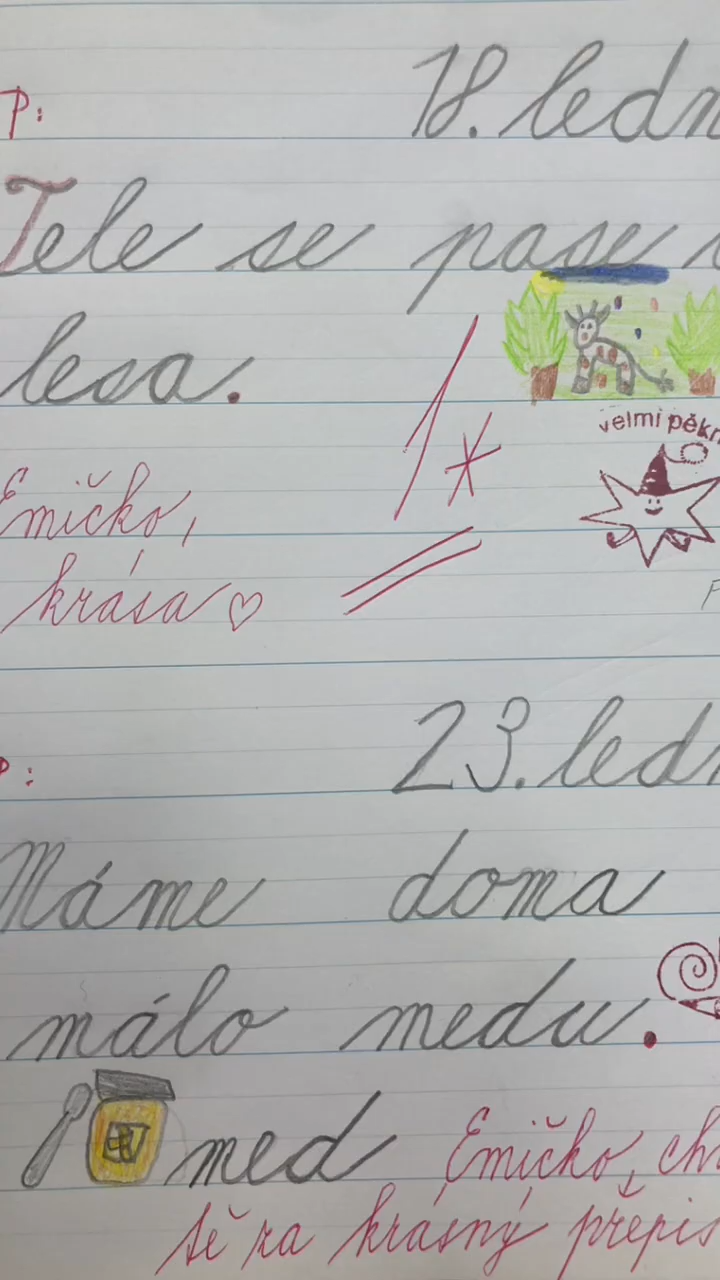 P: 18. ledn
Tele se pase
lesa.
velmi pěkn
1*
Emičko,
krása ♡
P: 23. ledn
Máme doma
málo medu.
med Emičko, ch
tě za krásný přepis